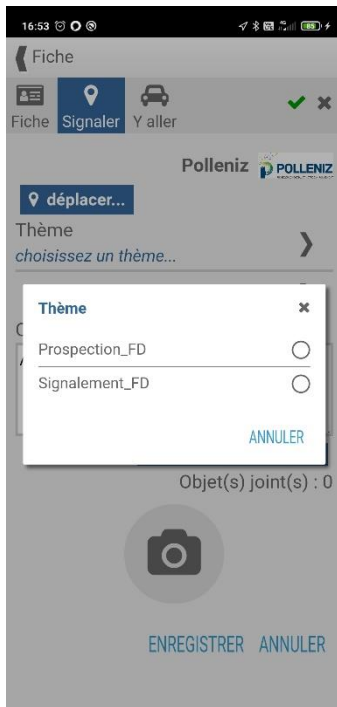 16:53
85
Fiche
Fiche Signaler Y aller
Polleniz POLLENIZ
déplacer...
Thème
choisissez un thème...
Thème
Prospection_FD
Signalement_FD
ANNULER
Objet(s) joint(s) : 0
ENREGISTRER ANNULER